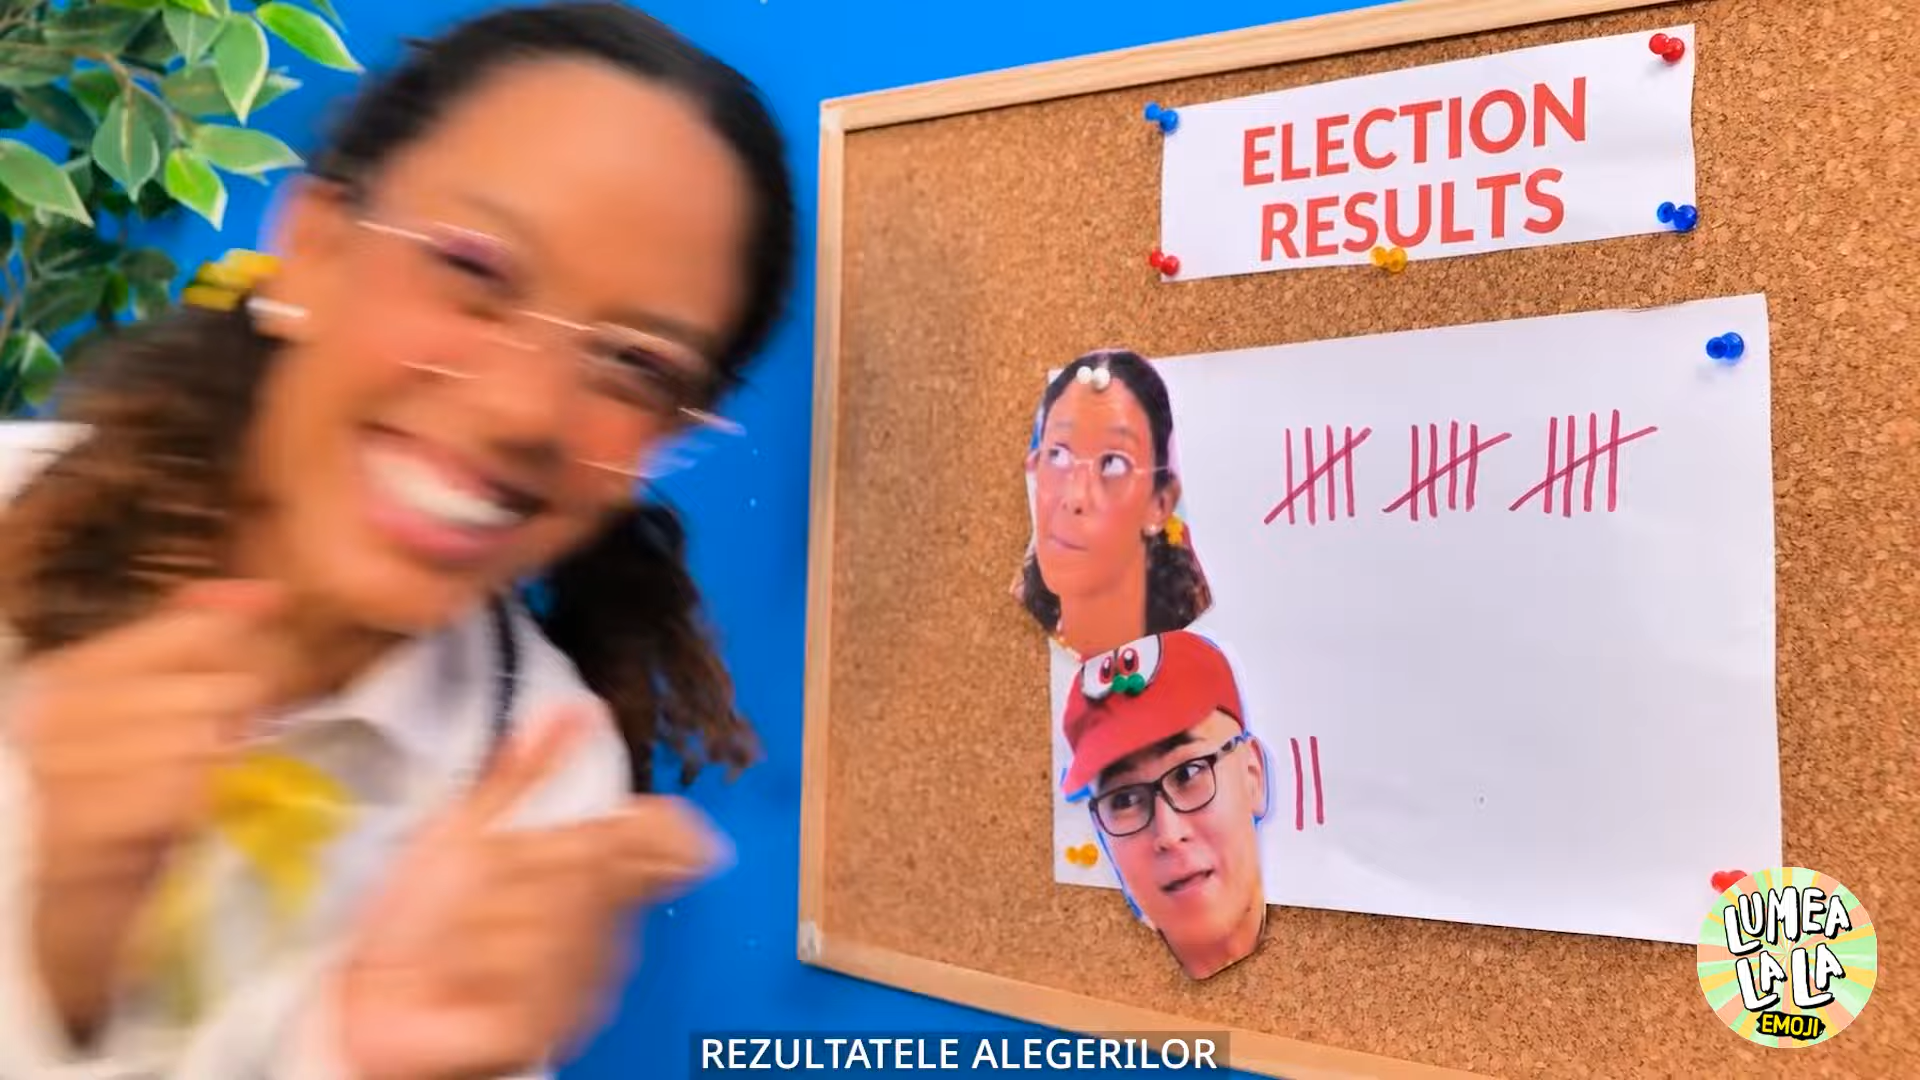 ELECTION
RESULTS
LUMEA
LA LA
EMOJI
REZULTATELE ALEGERILOR